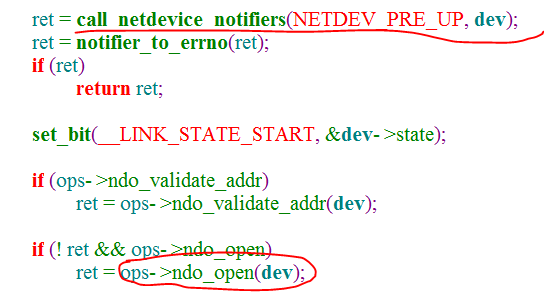 ret = call_netdevice_notifiers(NETDEV_PRE_UP, dev);
ret = notifier_to_errno(ret);
if (ret)
return ret;
set_bit(__LINK_STATE_START, &dev->state);
if (ops->ndo_validate_addr)
ret = ops->ndo_validate_addr(dev);
if (! ret && ops->ndo_open)
ret = ops->ndo_open(dev);